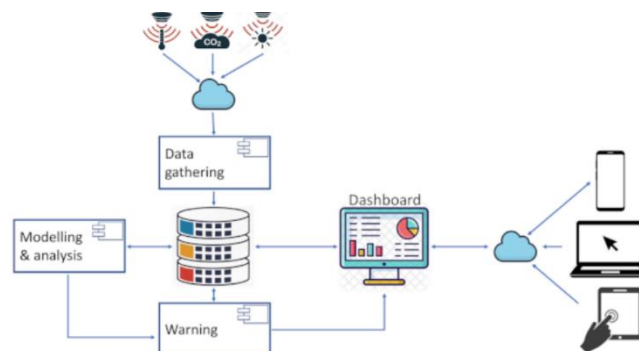 CO₂
Data
gathering
Dashboard
Modelling
& analysis
Warning